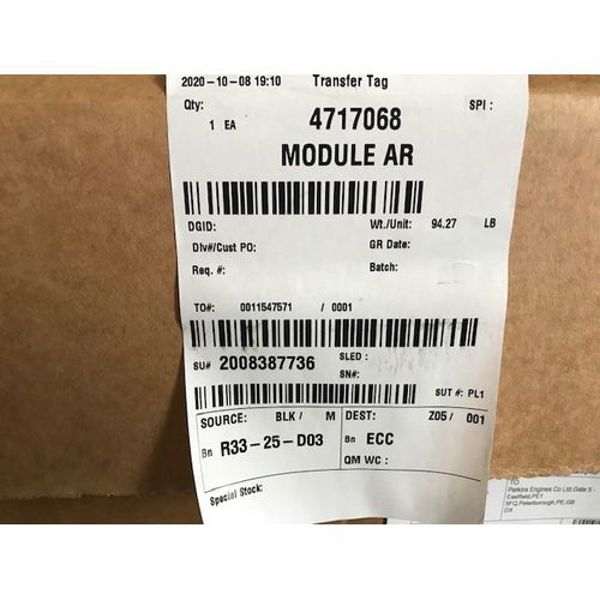 2020-10-08 19:10 Transfer Tag
Qty: SPI :
1 EA 4717068
MODULE AR
DGID: Wt./Unit: 94.27 LB
Dlv#/Cust PO: GR Date:
Req. #: Batch:
TO#: 0011547571 / 0001
SU# 2008387736 SLED :
SN#:
SUT #: PL1
SOURCE: BLK / M DEST: Z05 / 001
Bn R33-25-D03 Bn ECC
QM WC :
Special Stock:
TO
Perkins Engines Co Ltd,Gate 5 -
Eastfield,PE1
5FQ,Peterborough,PE,GB